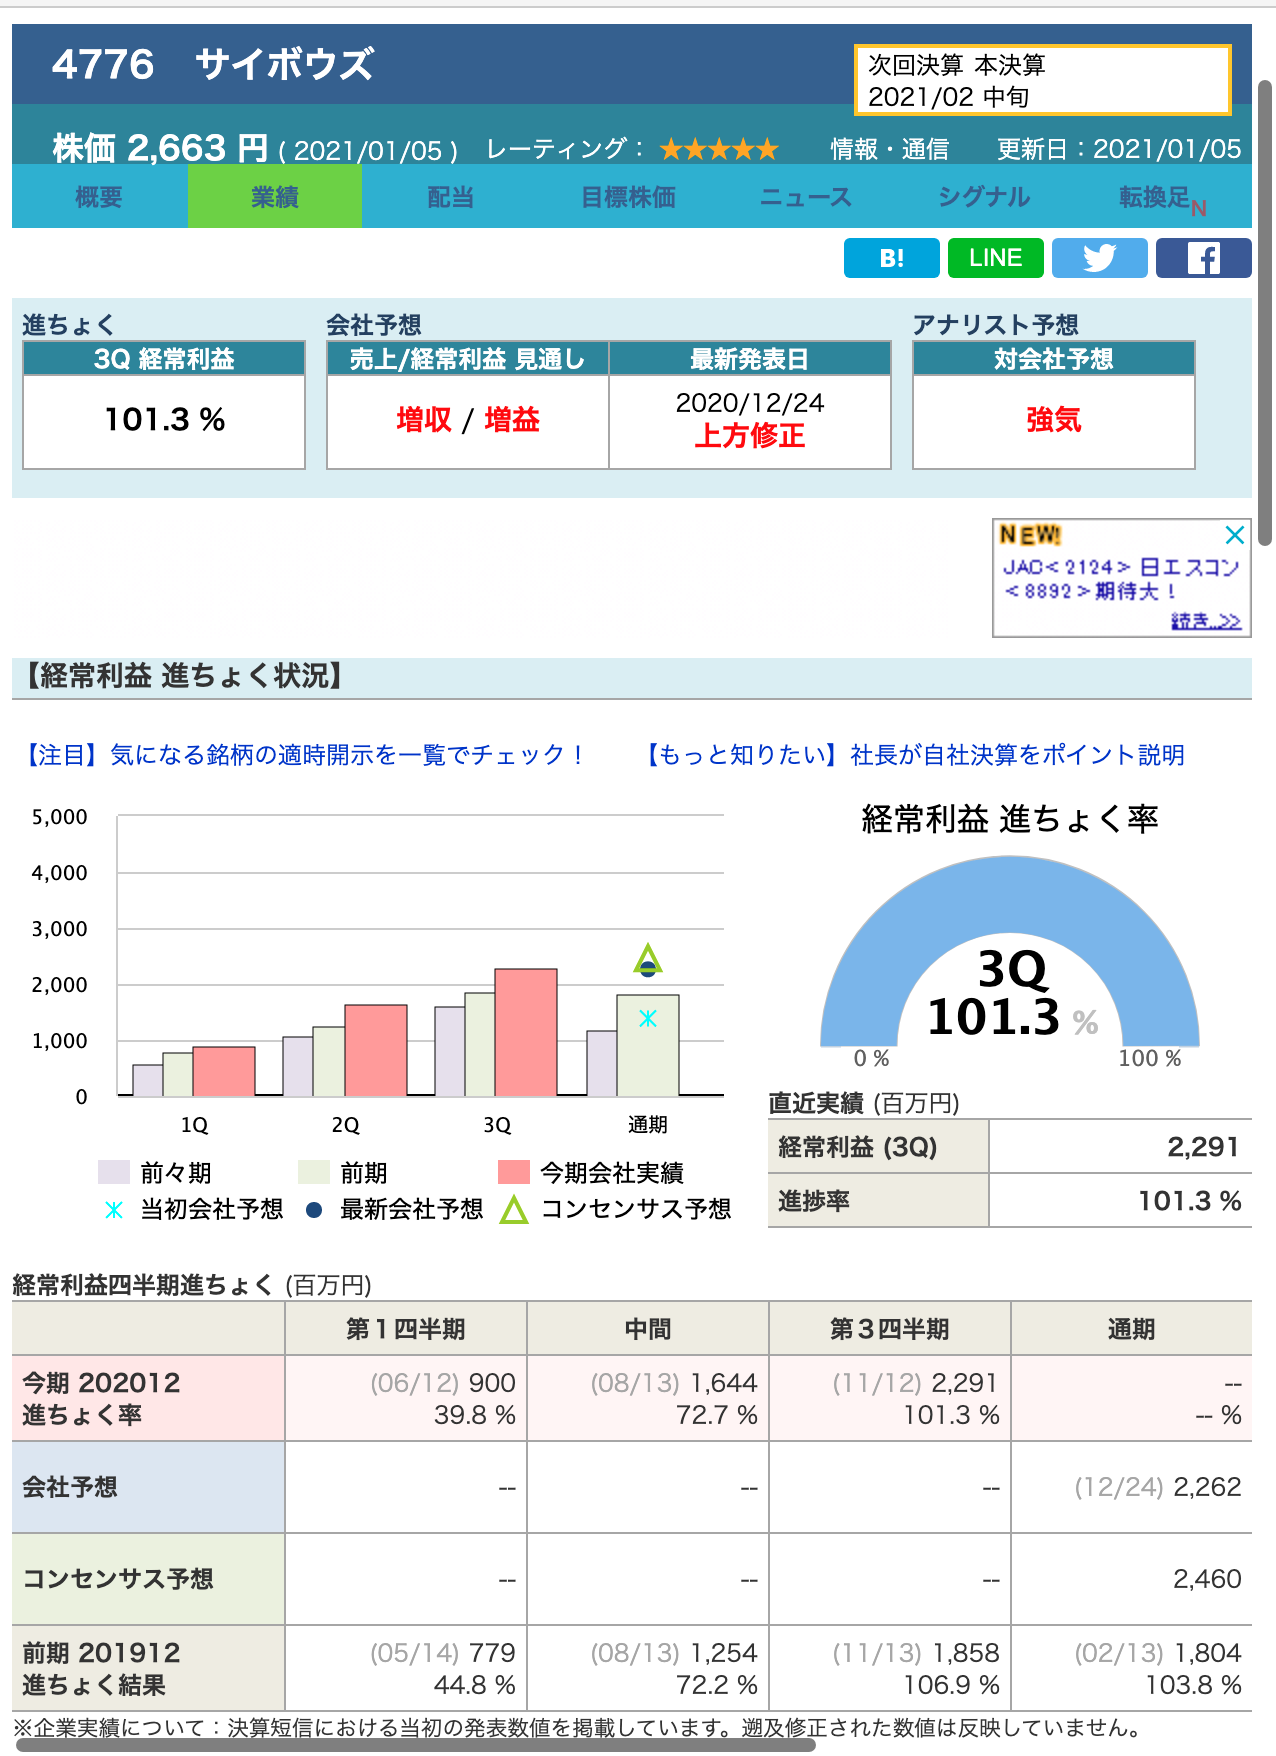 4776　サイボウズ
次回決算 本決算
2021/02 中旬
株価 2,663 円 ( 2021/01/05 )　レーティング： ★★★★★　情報・通信　更新日：2021/01/05
概要　業績　配当　目標株価　ニュース　シグナル　転換足N
B!　LINE
進ちょく　会社予想　アナリスト予想
3Q 経常利益　売上/経常利益 見通し　最新発表日　対会社予想
101.3 %　増収 / 増益　2020/12/24　強気
上方修正
NEW!
JAC<2124> 日エスコン
<8892>期待大！
続き..>>
【経常利益 進ちょく状況】
【注目】気になる銘柄の適時開示を一覧でチェック！　【もっと知りたい】社長が自社決算をポイント説明
経常利益 進ちょく率
5,000
4,000
3,000
2,000
1,000
0
1Q　2Q　3Q　通期
前々期　前期　今期会社実績
当初会社予想　最新会社予想　コンセンサス予想
3Q
101.3 %
0 %　100 %
直近実績 (百万円)
経常利益 (3Q)　2,291
進捗率　101.3 %
経常利益四半期進ちょく (百万円)
第１四半期　中間　第３四半期　通期
今期 202012　(06/12) 900　(08/13) 1,644　(11/12) 2,291　--
進ちょく率　39.8 %　72.7 %　101.3 %　-- %
会社予想　--　--　--　(12/24) 2,262
コンセンサス予想　--　--　--　2,460
前期 201912　(05/14) 779　(08/13) 1,254　(11/13) 1,858　(02/13) 1,804
進ちょく結果　44.8 %　72.2 %　106.9 %　103.8 %
※企業実績について：決算短信における当初の発表数値を掲載しています。遡及修正された数値は反映していません。